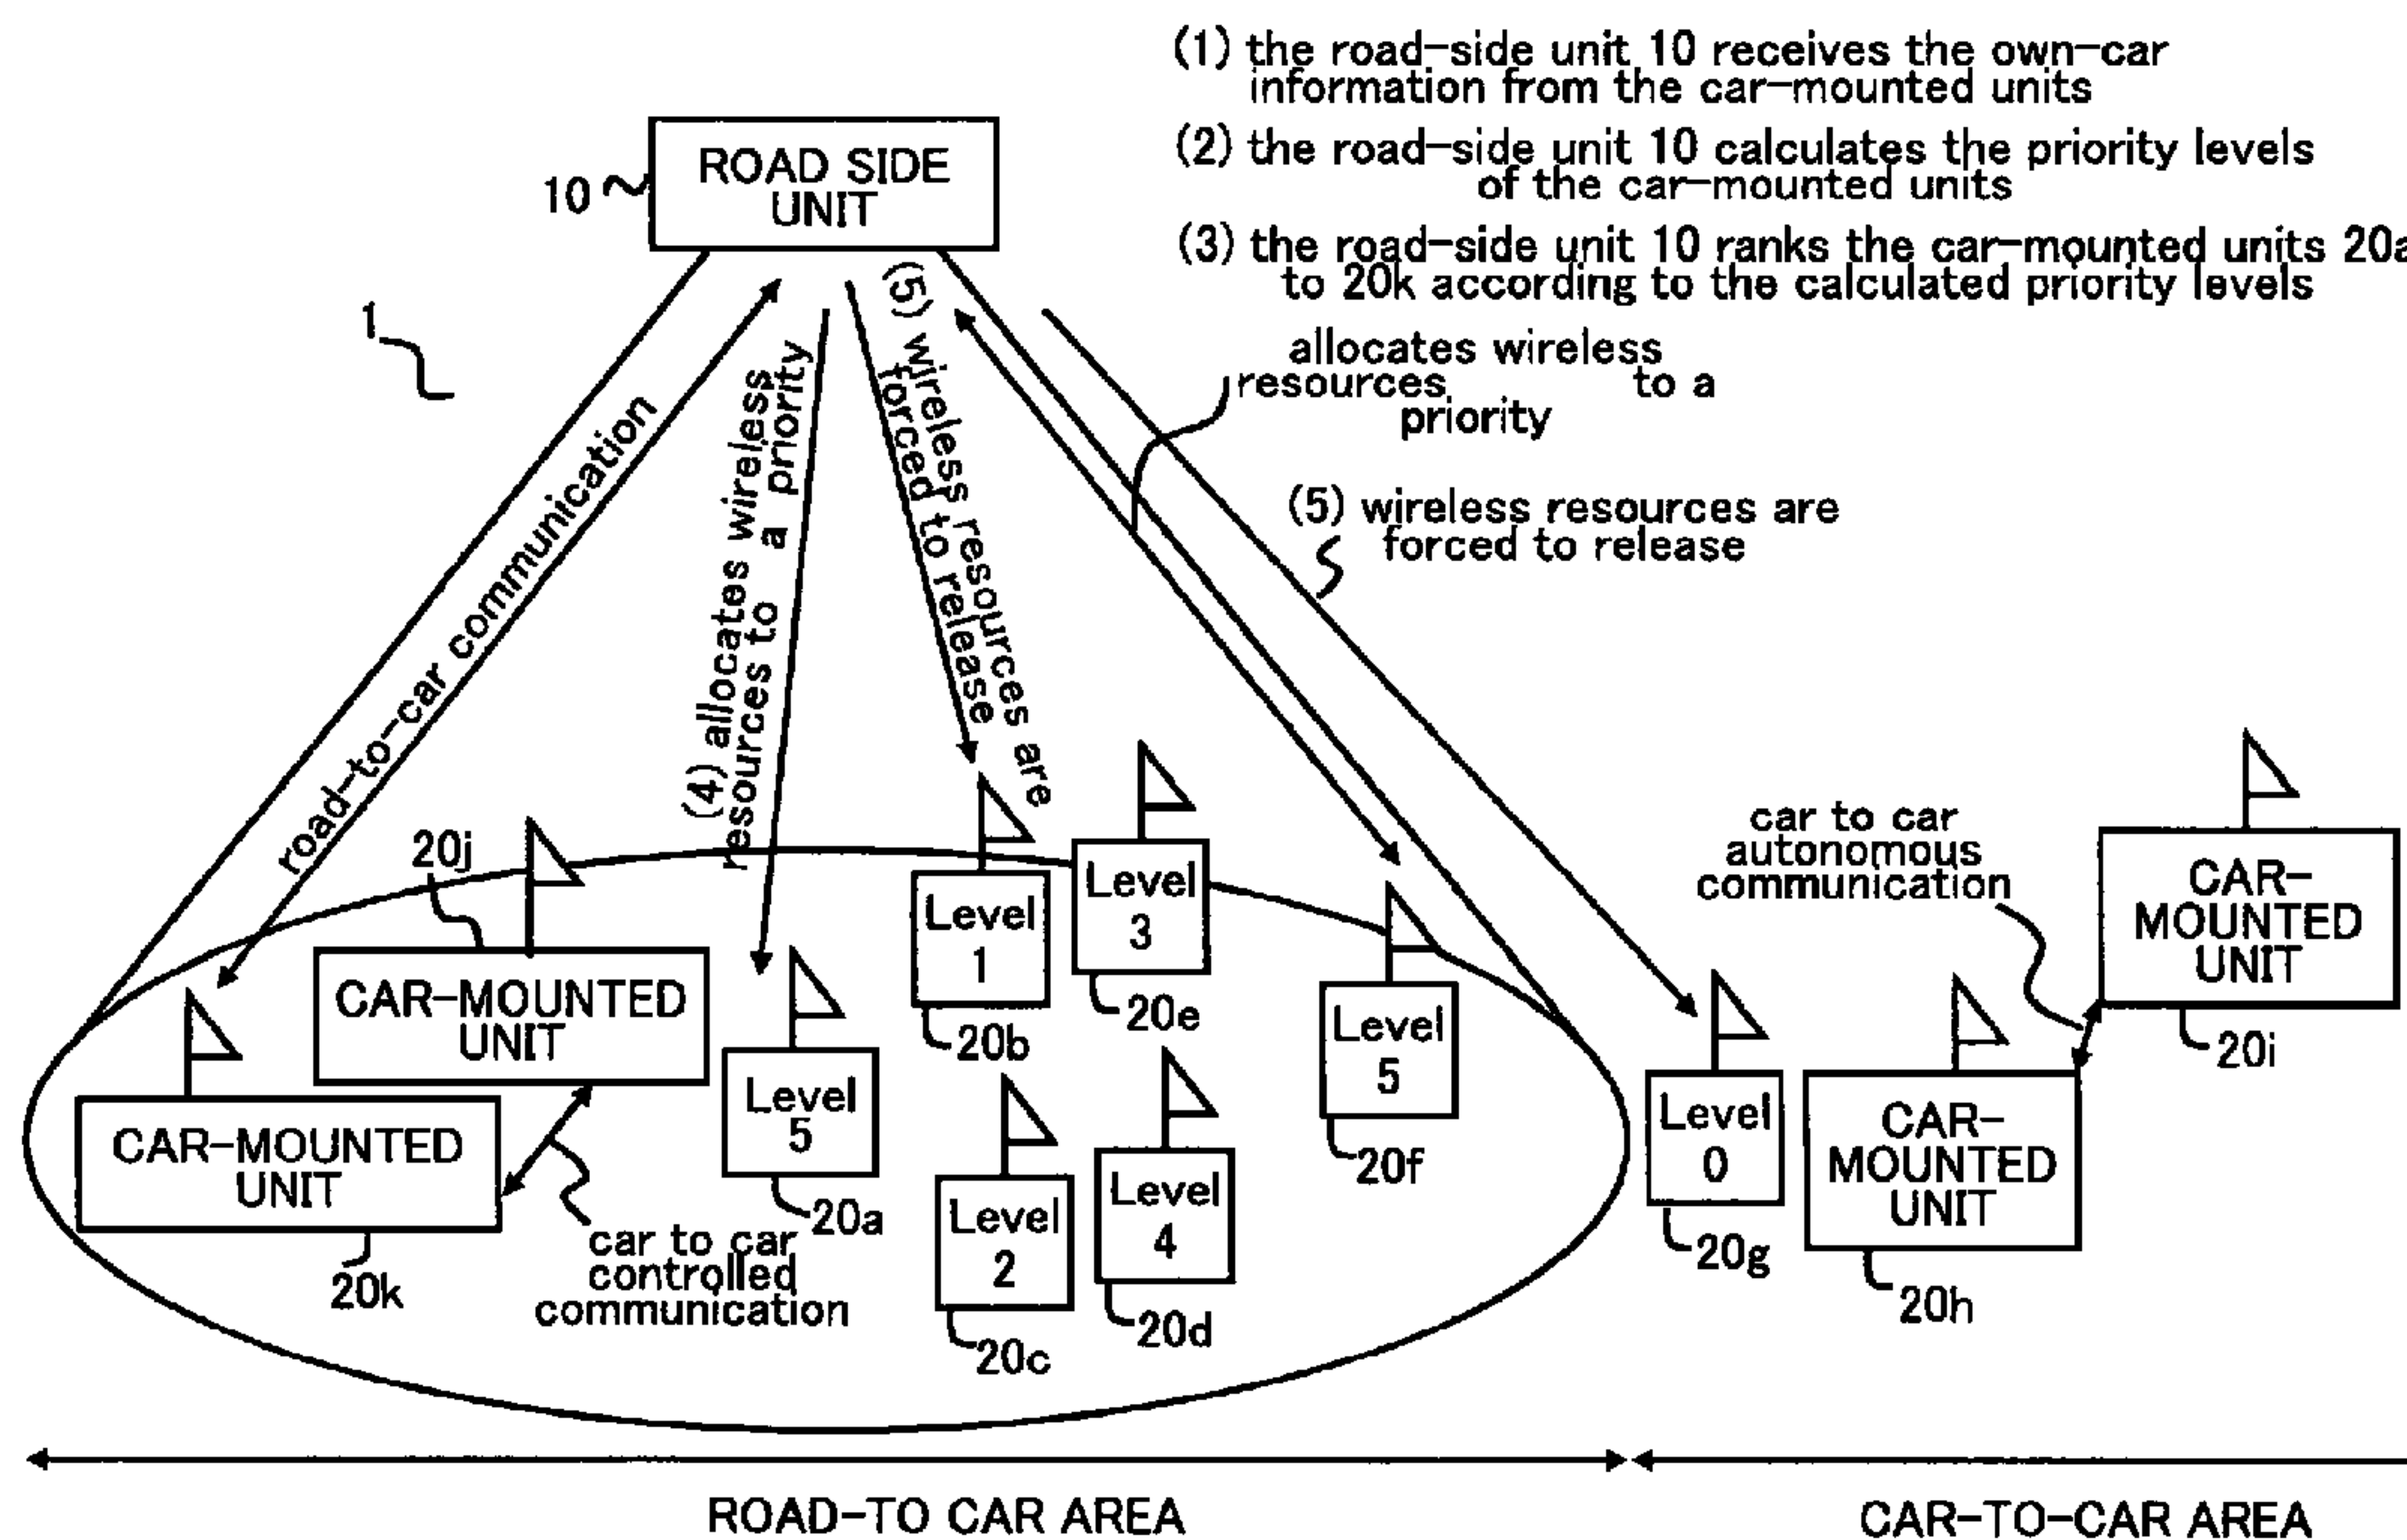 (1) the road-side unit 10 receives the own-car
information from the car-mounted units
(2) the road-side unit 10 calculates the priority levels
of the car-mounted units
(3) the road-side unit 10 ranks the car-mounted units 20a
to 20k according to the calculated priority levels
ROAD SIDE
UNIT
10
1
allocates wireless
resources to a
priority
(5) wireless resources are
forced to release
road-to-car communication
(4) allocates wireless
resources to a priority
(5) wireless resources are
forced to release
20j
CAR-MOUNTED
UNIT
CAR-MOUNTED
UNIT
20k
car to car
controlled
communication
Level
5
20a
Level
1
20b
Level
3
20e
Level
2
20c
Level
4
20d
Level
5
20f
Level
0
20g
car to car
autonomous
communication
CAR-
MOUNTED
UNIT
20h
CAR-
MOUNTED
UNIT
20i
ROAD-TO CAR AREA
CAR-TO-CAR AREA